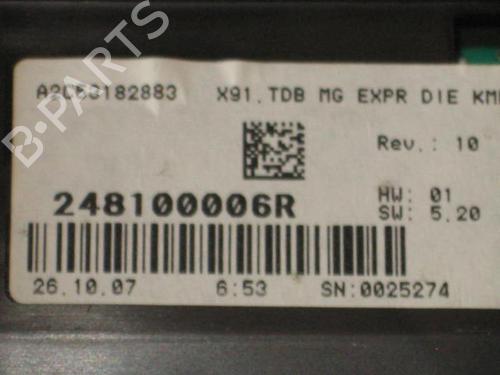 A2C53182883 X91.TDB MG EXPR DIE KM
Rev.: 10
248100006R
HW: 01
SW: 5.20
26.10.07 6:53 SN:0025274